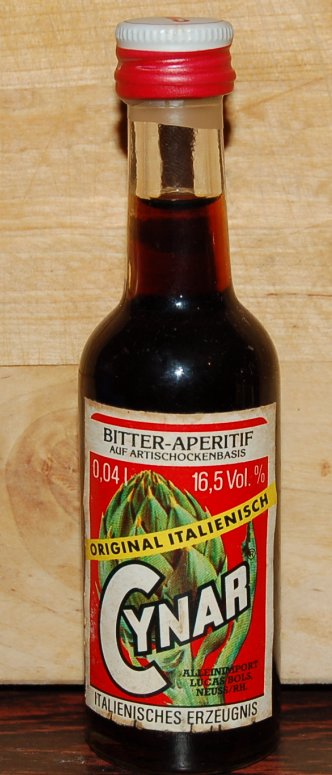 BITTER-APERITIF
AUF ARTISCHOCKENBASIS
0,04 l 16,5 Vol. %
ORIGINAL ITALIENISCH
CYNAR
ALLEINIMPORT
LUCAS BOLS,
NEUSS/RH.
ITALIENISCHES ERZEUGNIS